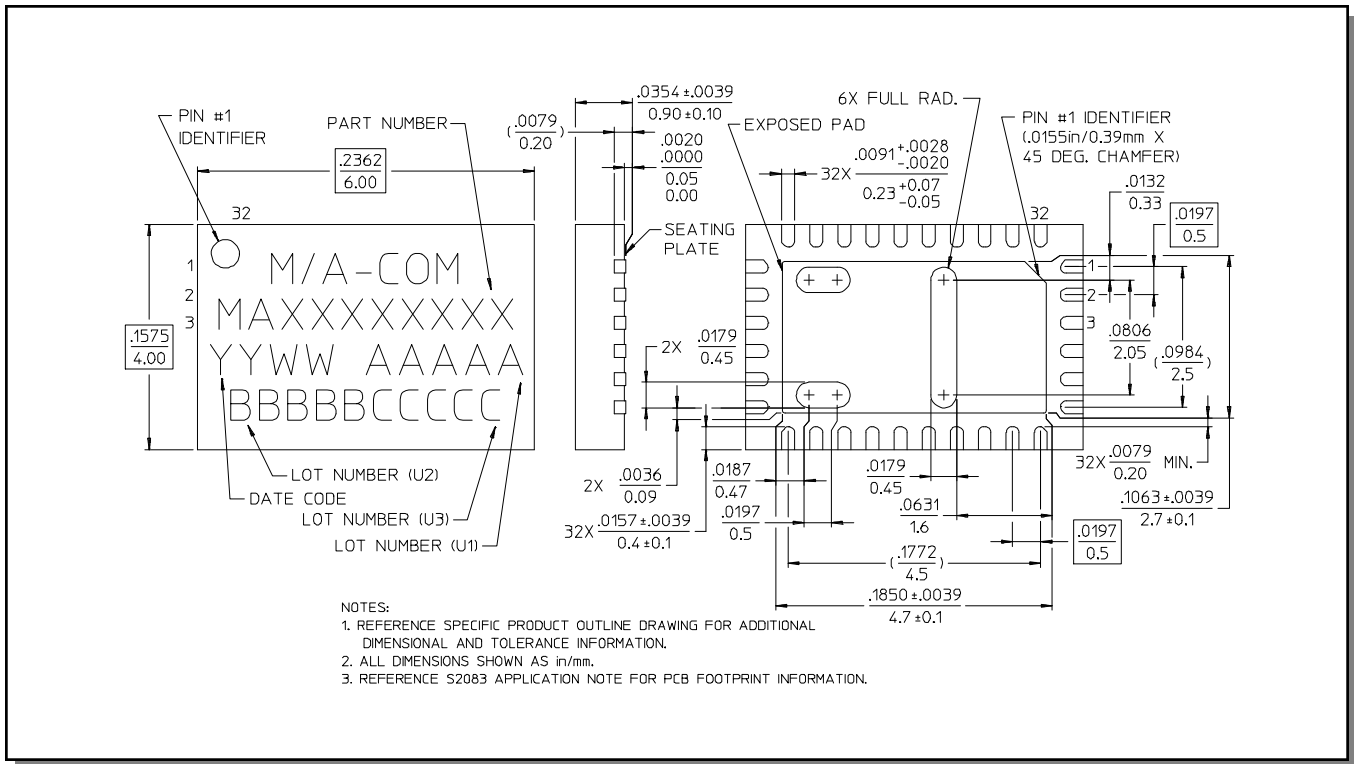 PIN #1
IDENTIFIER
PART NUMBER
.2362
6.00
32
1
2
3
.1575
4.00
M/A-COM
MAXXXXXXXXX
YYWW AAAAA
BBBBBCCCCC
LOT NUMBER (U2)
DATE CODE
LOT NUMBER (U3)
LOT NUMBER (U1)
.0354 ±.0039
0.90 ±0.10
(.0079)
0.20
.0020
.0000
0.05
0.00
SEATING
PLATE
EXPOSED PAD
6X FULL RAD.
PIN #1 IDENTIFIER
(.0155in/0.39mm X
45 DEG. CHAMFER)
32X .0091 +.0028
-.0020
0.23 +0.07
-0.05
32
.0132
0.33
.0197
0.5
1
2
3
2X .0179
0.45
.0806
2.05
(.0984)
2.5
2X .0036
0.09
32X .0157 ±.0039
0.4 ±0.1
.0187
0.47
.0197
0.5
.0179
0.45
.0631
1.6
32X .0079 MIN.
0.20
.1063 ±.0039
2.7 ±0.1
.0197
0.5
(.1772)
4.5
.1850 ±.0039
4.7 ±0.1
NOTES:
1. REFERENCE SPECIFIC PRODUCT OUTLINE DRAWING FOR ADDITIONAL
DIMENSIONAL AND TOLERANCE INFORMATION.
2. ALL DIMENSIONS SHOWN AS in/mm.
3. REFERENCE S2083 APPLICATION NOTE FOR PCB FOOTPRINT INFORMATION.